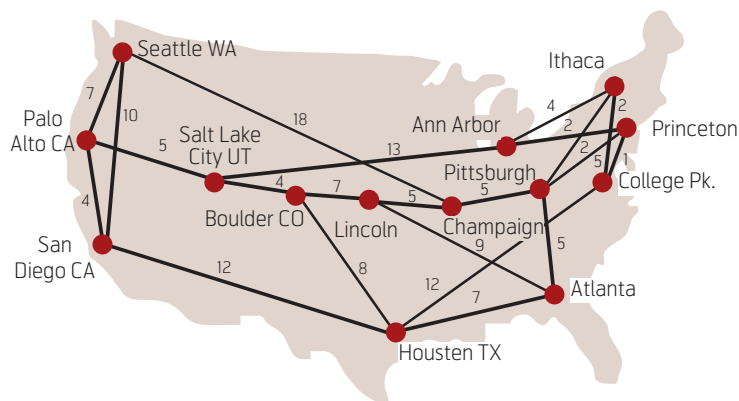 Seattle WA
Ithaca
7
10
4
2
Palo
Alto CA
18
Ann Arbor
2
Princeton
5
Salt Lake
City UT
13
Pittsburgh
2
5
1
College Pk.
4
4
7
5
5
Boulder CO
Lincoln
Champaign
San
Diego CA
9
5
12
8
12
7
Atlanta
Housten TX